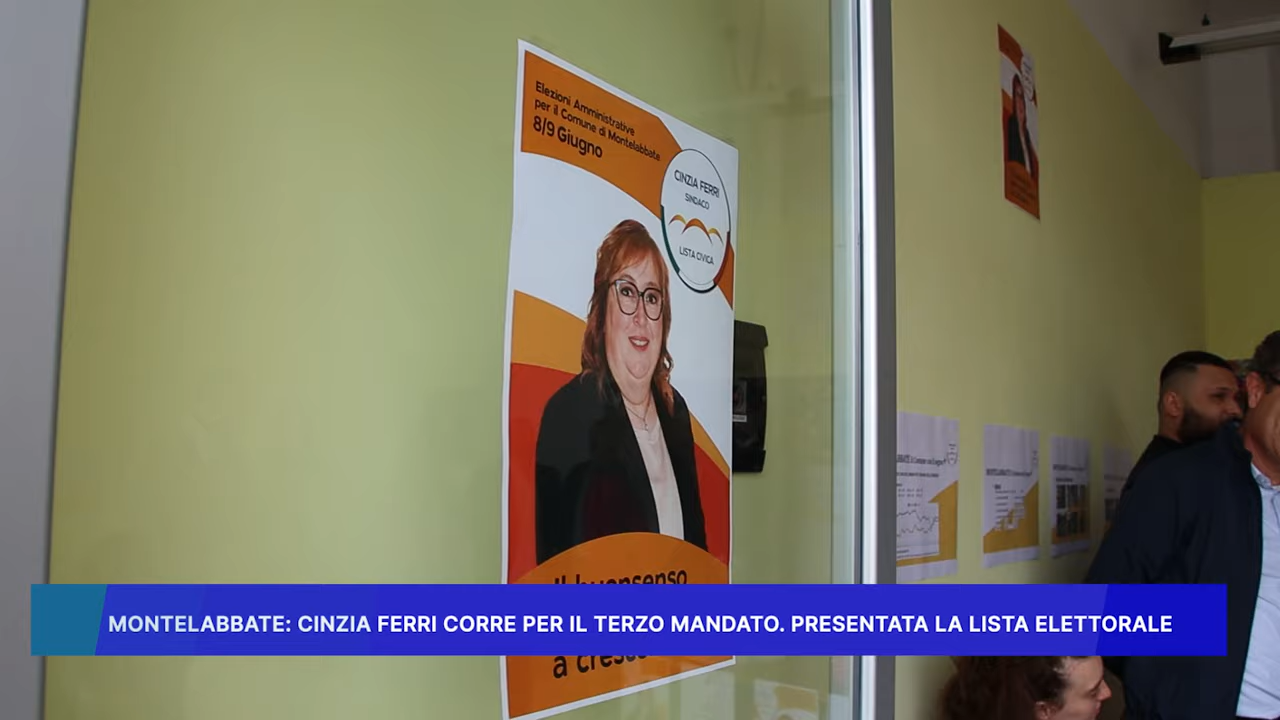 Elezioni Amministrative
per il Comune di Montelabbate
8/9 Giugno
CINZIA FERRI
SINDACO
LISTA CIVICA
Il buonsenso
MONTELABBATE: CINZIA FERRI CORRE PER IL TERZO MANDATO. PRESENTATA LA LISTA ELETTORALE
a